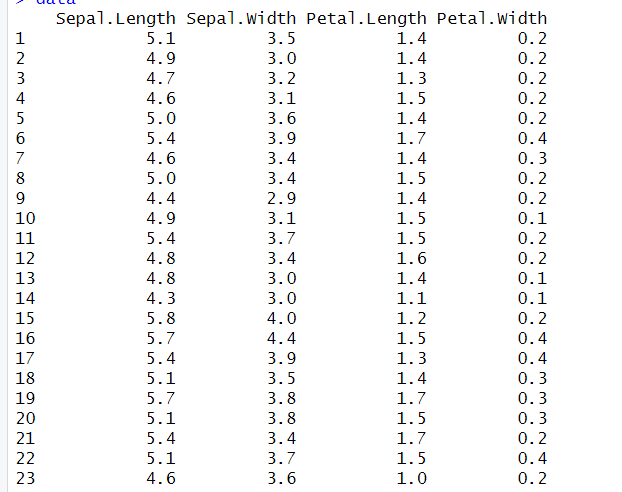 > data
Sepal.Length Sepal.Width Petal.Length Petal.Width
1 5.1 3.5 1.4 0.2
2 4.9 3.0 1.4 0.2
3 4.7 3.2 1.3 0.2
4 4.6 3.1 1.5 0.2
5 5.0 3.6 1.4 0.2
6 5.4 3.9 1.7 0.4
7 4.6 3.4 1.4 0.3
8 5.0 3.4 1.5 0.2
9 4.4 2.9 1.4 0.2
10 4.9 3.1 1.5 0.1
11 5.4 3.7 1.5 0.2
12 4.8 3.4 1.6 0.2
13 4.8 3.0 1.4 0.1
14 4.3 3.0 1.1 0.1
15 5.8 4.0 1.2 0.2
16 5.7 4.4 1.5 0.4
17 5.4 3.9 1.3 0.4
18 5.1 3.5 1.4 0.3
19 5.7 3.8 1.7 0.3
20 5.1 3.8 1.5 0.3
21 5.4 3.4 1.7 0.2
22 5.1 3.7 1.5 0.4
23 4.6 3.6 1.0 0.2